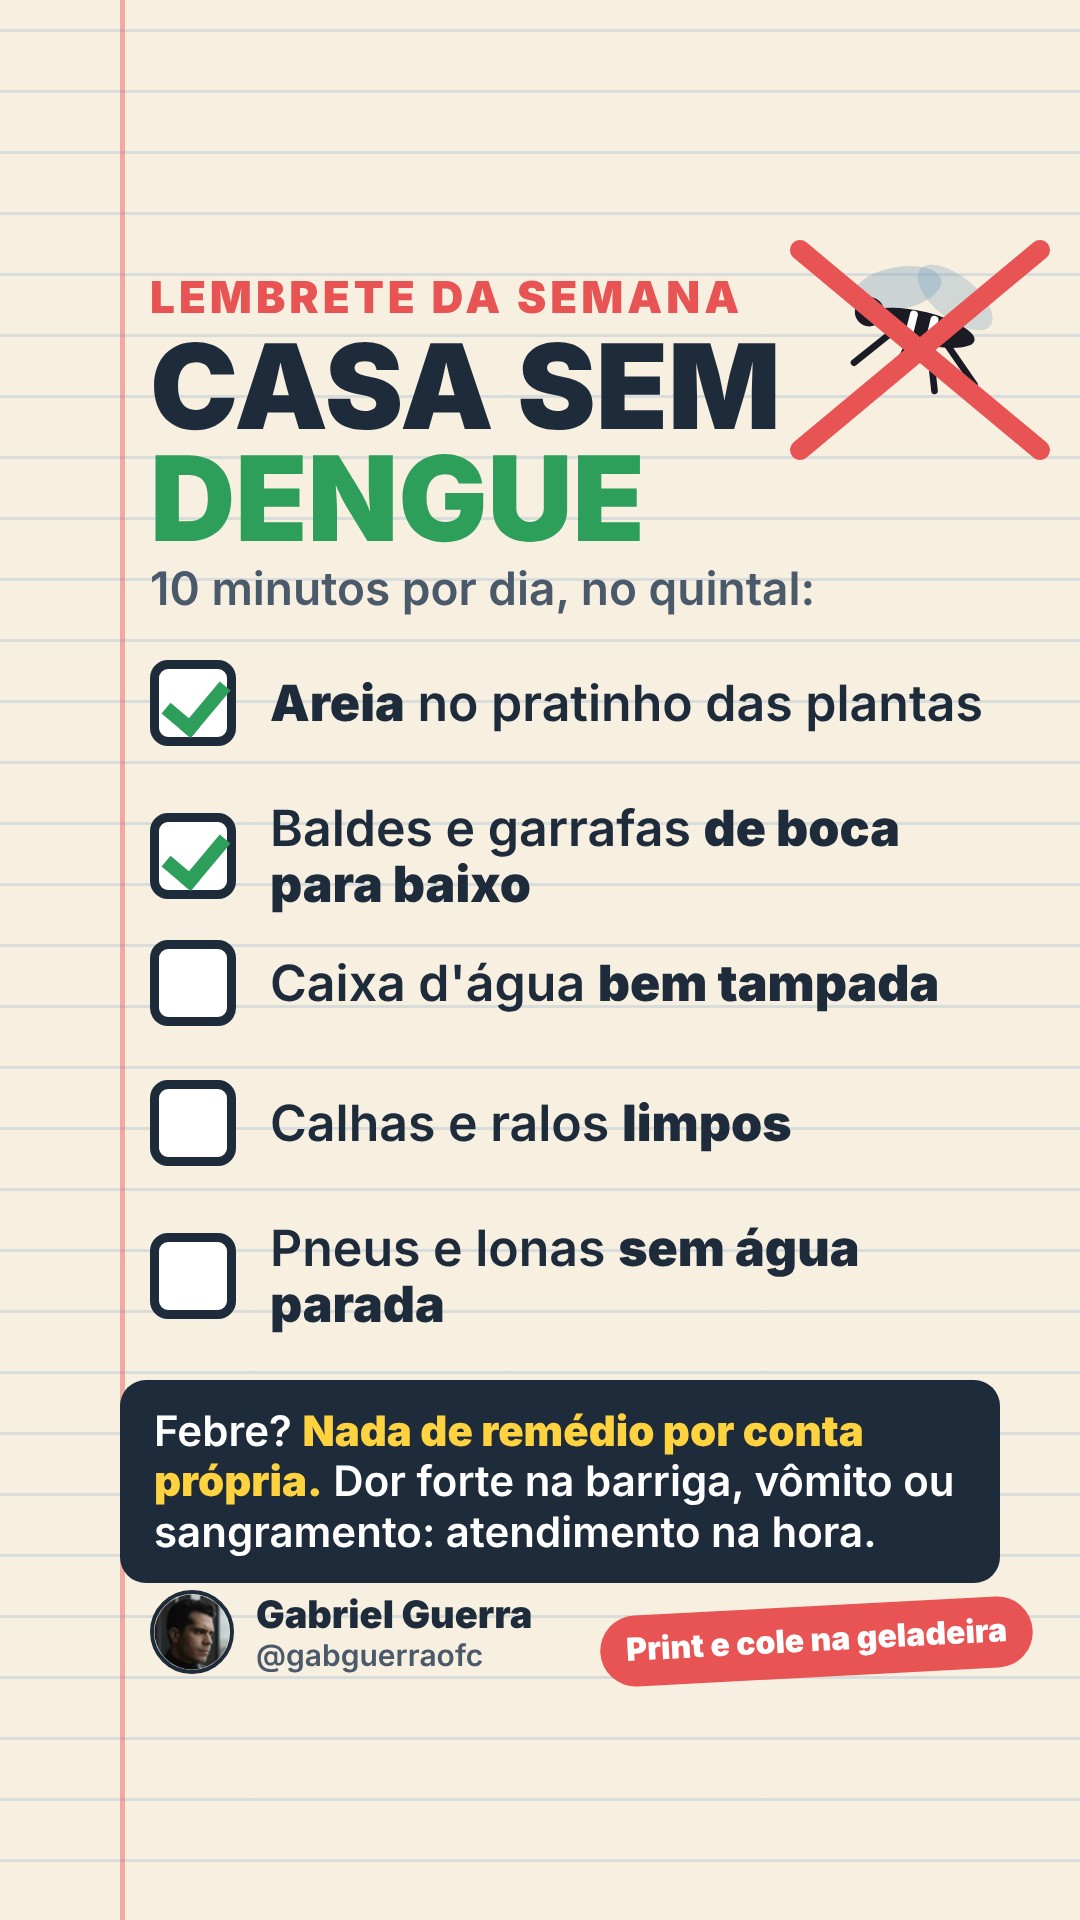 LEMBRETE DA SEMANA
CASA SEM
DENGUE
10 minutos por dia, no quintal:
Areia no pratinho das plantas
Baldes e garrafas de boca
para baixo
Caixa d'água bem tampada
Calhas e ralos limpos
Pneus e lonas sem água
parada
Febre? Nada de remédio por conta
própria. Dor forte na barriga, vômito ou
sangramento: atendimento na hora.
Gabriel Guerra
@gabguerraofc
Print e cole na geladeira